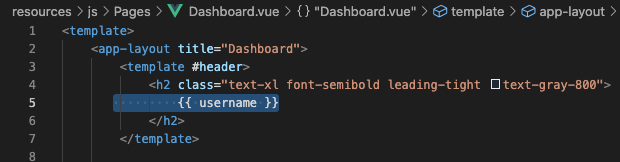 resources > js > Pages > Dashboard.vue > {} "Dashboard.vue" > template > app-layout >
1 <template>
2 <app-layout title="Dashboard">
3 <template #header>
4 <h2 class="text-xl font-semibold leading-tight text-gray-800">
5 {{ username }}
6 </h2>
7 </template>
8